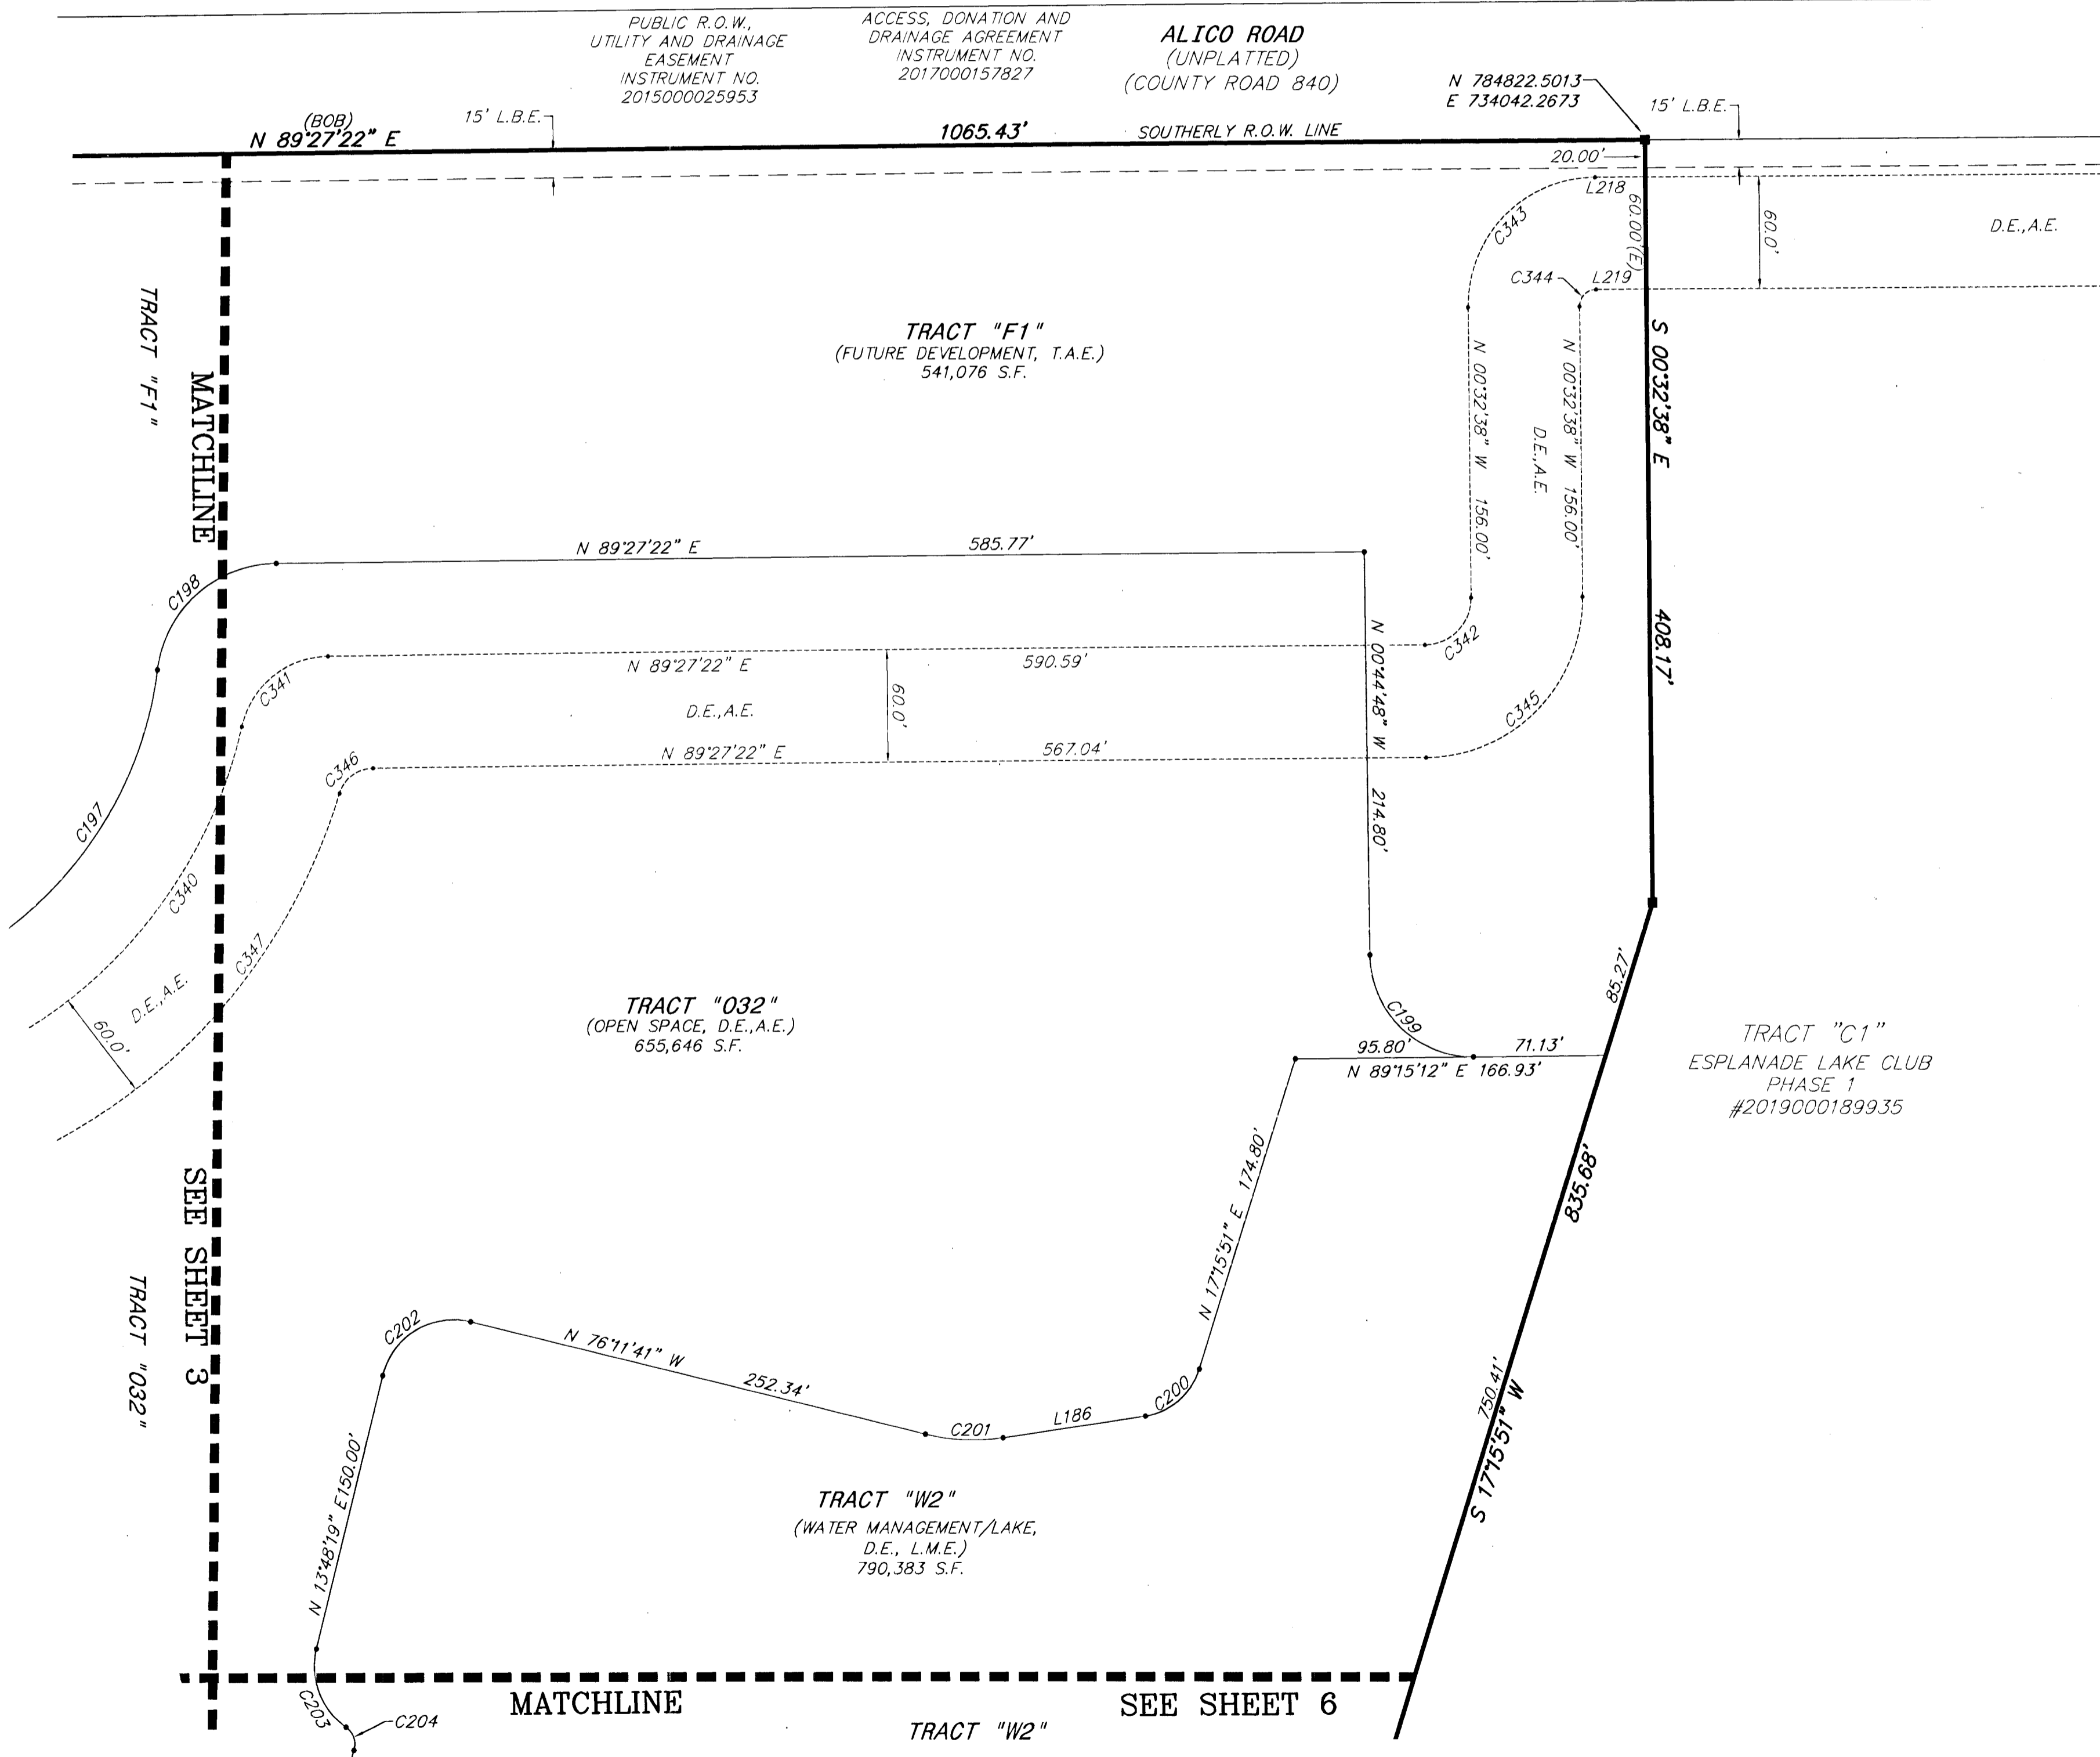 PUBLIC R.O.W.,
UTILITY AND DRAINAGE
EASEMENT
INSTRUMENT NO.
2015000025953
ACCESS, DONATION AND
DRAINAGE AGREEMENT
INSTRUMENT NO.
2017000157827
ALICO ROAD
(UNPLATTED)
(COUNTY ROAD 840)
N 784822.5013
E 734042.2673
15' L.B.E.
(BOB)
N 89°27'22" E
15' L.B.E.
1065.43'
SOUTHERLY R.O.W. LINE
20.00'
L218
60.00'(E)
60.0'
D.E.,A.E.
C343
C344
L219
TRACT "F1"
MATCHLINE
TRACT "F1"
(FUTURE DEVELOPMENT, T.A.E.)
541,076 S.F.
N 00°32'38" W 156.00'
N 00°32'38" W 156.00'
D.E.,A.E.
S 00°32'38" E
408.17'
N 89°27'22" E
585.77'
C198
C197
C341
N 89°27'22" E
590.59'
C342
N 00°44'48" W 214.80'
D.E.,A.E.
60.0'
N 89°27'22" E
567.04'
C345
C346
C340
C347
D.E.,A.E.
60.0'
TRACT "032"
(OPEN SPACE, D.E.,A.E.)
655,646 S.F.
C199
95.80'
71.13'
N 89°15'12" E 166.93'
85.27'
TRACT "C1"
ESPLANADE LAKE CLUB
PHASE 1
#2019000189935
835.68'
N 17°15'51" E 174.80'
SEE SHEET 3
TRACT "032"
C202
N 76°11'41" W
252.34'
C201
L186
C200
750.41'
S 17°15'51" W
N 13°48'19" E150.00'
TRACT "W2"
(WATER MANAGEMENT/LAKE,
D.E., L.M.E.)
790,383 S.F.
C203
C204
MATCHLINE
SEE SHEET 6
TRACT "W2"